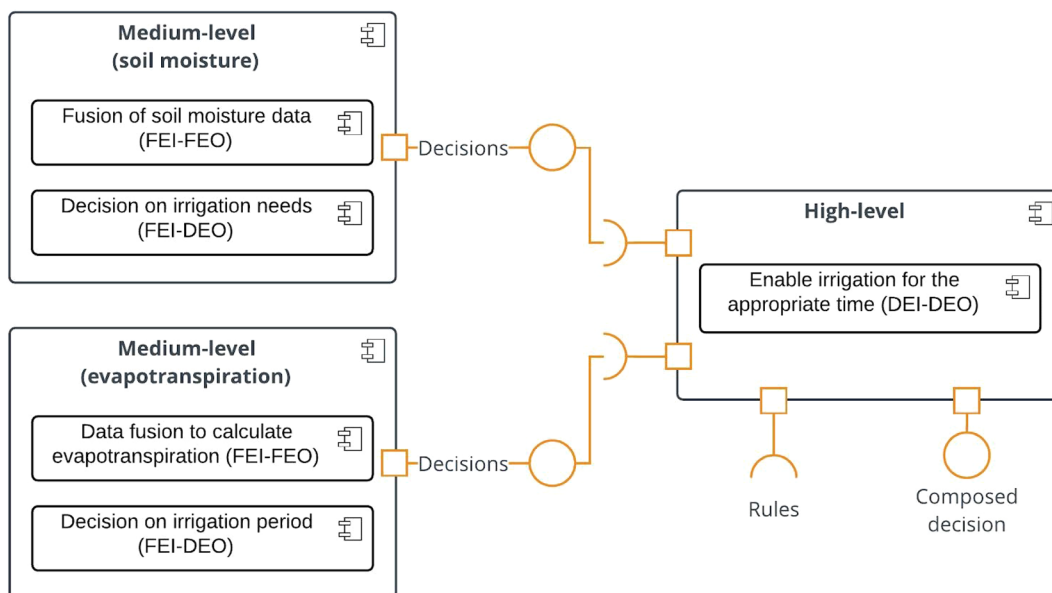 Medium-level
(soil moisture)
Fusion of soil moisture data
(FEI-FEO)
Decision on irrigation needs
(FEI-DEO)
Decisions
High-level
Enable irrigation for the
appropriate time (DEI-DEO)
Medium-level
(evapotranspiration)
Data fusion to calculate
evapotranspiration (FEI-FEO)
Decision on irrigation period
(FEI-DEO)
Decisions
Rules
Composed
decision